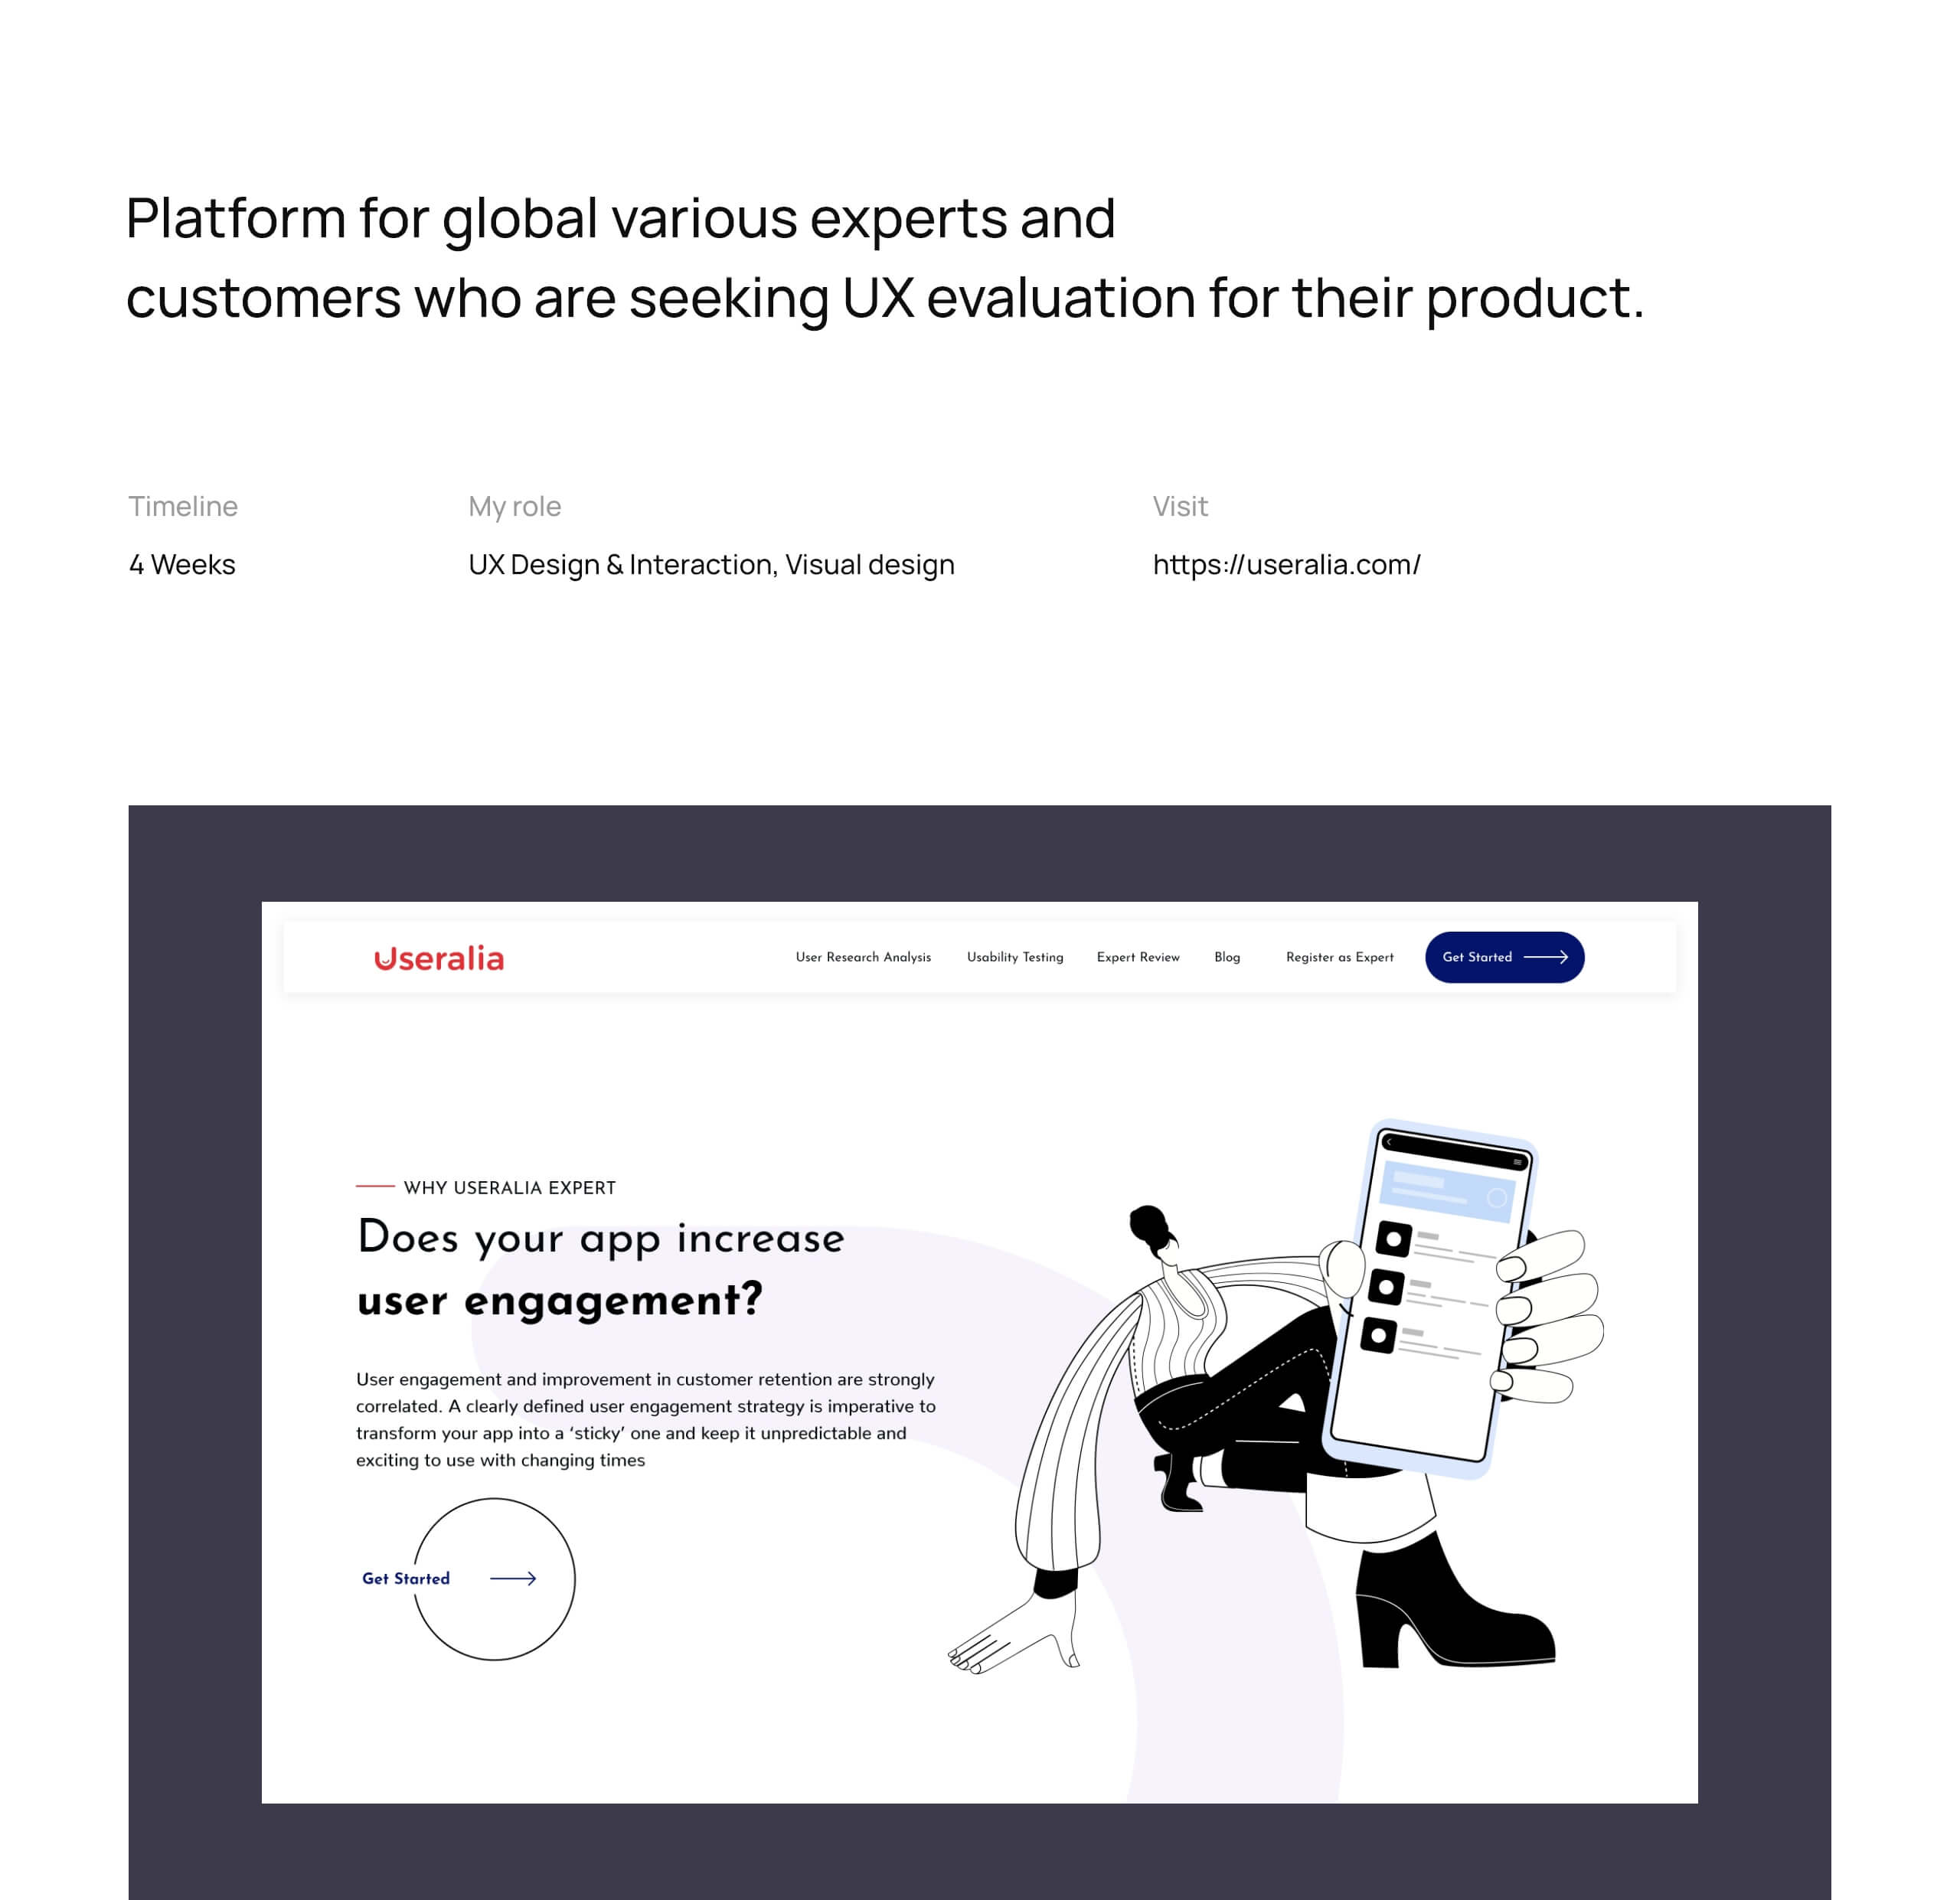 Platform for global various experts and
customers who are seeking UX evaluation for their product.
Timeline
My role
Visit
4 Weeks
UX Design & Interaction, Visual design
https://useralia.com/
Useralia
User Research Analysis
Usability Testing
Expert Review
Blog
Register as Expert
Get Started
WHY USERALIA EXPERT
Does your app increase
user engagement?
User engagement and improvement in customer retention are strongly
correlated. A clearly defined user engagement strategy is imperative to
transform your app into a ‘sticky’ one and keep it unpredictable and
exciting to use with changing times
Get Started